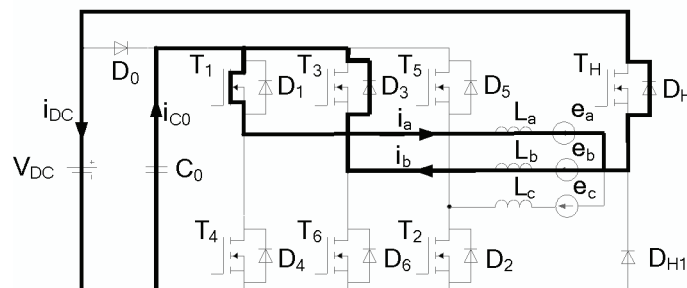 T1 T3 T5 TH
D0 D1 D3 D5 DH
iDC iC0 ia La ea
VDC C0 ib Lb eb
Lc ec
T4 T6 T2
D4 D6 D2 DH1